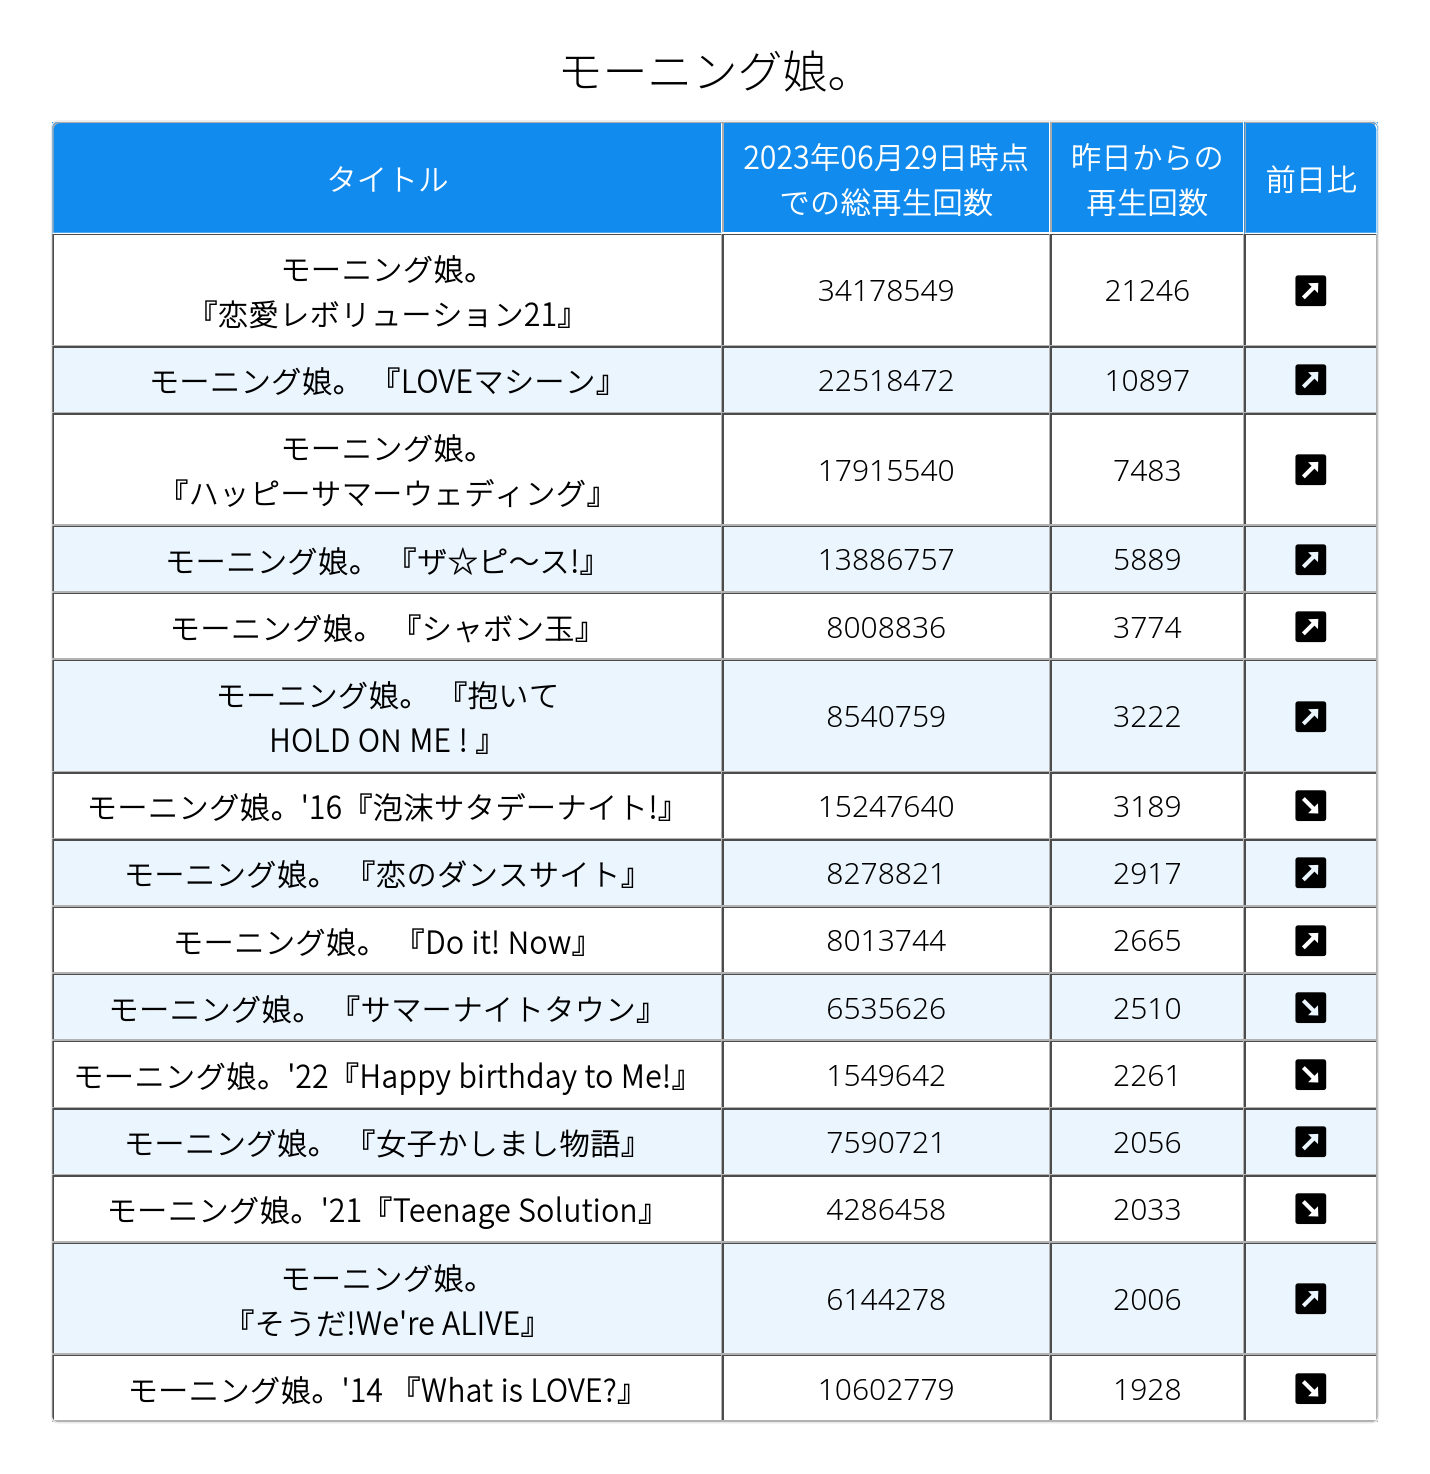 モーニング娘。
タイトル
2023年06月29日時点
での総再生回数
昨日からの
再生回数
前日比
モーニング娘。
『恋愛レボリューション21』
34178549
21246
モーニング娘。 『LOVEマシーン』
22518472
10897
モーニング娘。
『ハッピーサマーウェディング』
17915540
7483
モーニング娘。 『ザ☆ピ〜ス!』
13886757
5889
モーニング娘。 『シャボン玉』
8008836
3774
モーニング娘。 『抱いて
HOLD ON ME ! 』
8540759
3222
モーニング娘。'16『泡沫サタデーナイト!』
15247640
3189
モーニング娘。 『恋のダンスサイト』
8278821
2917
モーニング娘。 『Do it! Now』
8013744
2665
モーニング娘。 『サマーナイトタウン』
6535626
2510
モーニング娘。'22『Happy birthday to Me!』
1549642
2261
モーニング娘。 『女子かしまし物語』
7590721
2056
モーニング娘。'21『Teenage Solution』
4286458
2033
モーニング娘。
『そうだ!We're ALIVE』
6144278
2006
モーニング娘。'14 『What is LOVE?』
10602779
1928